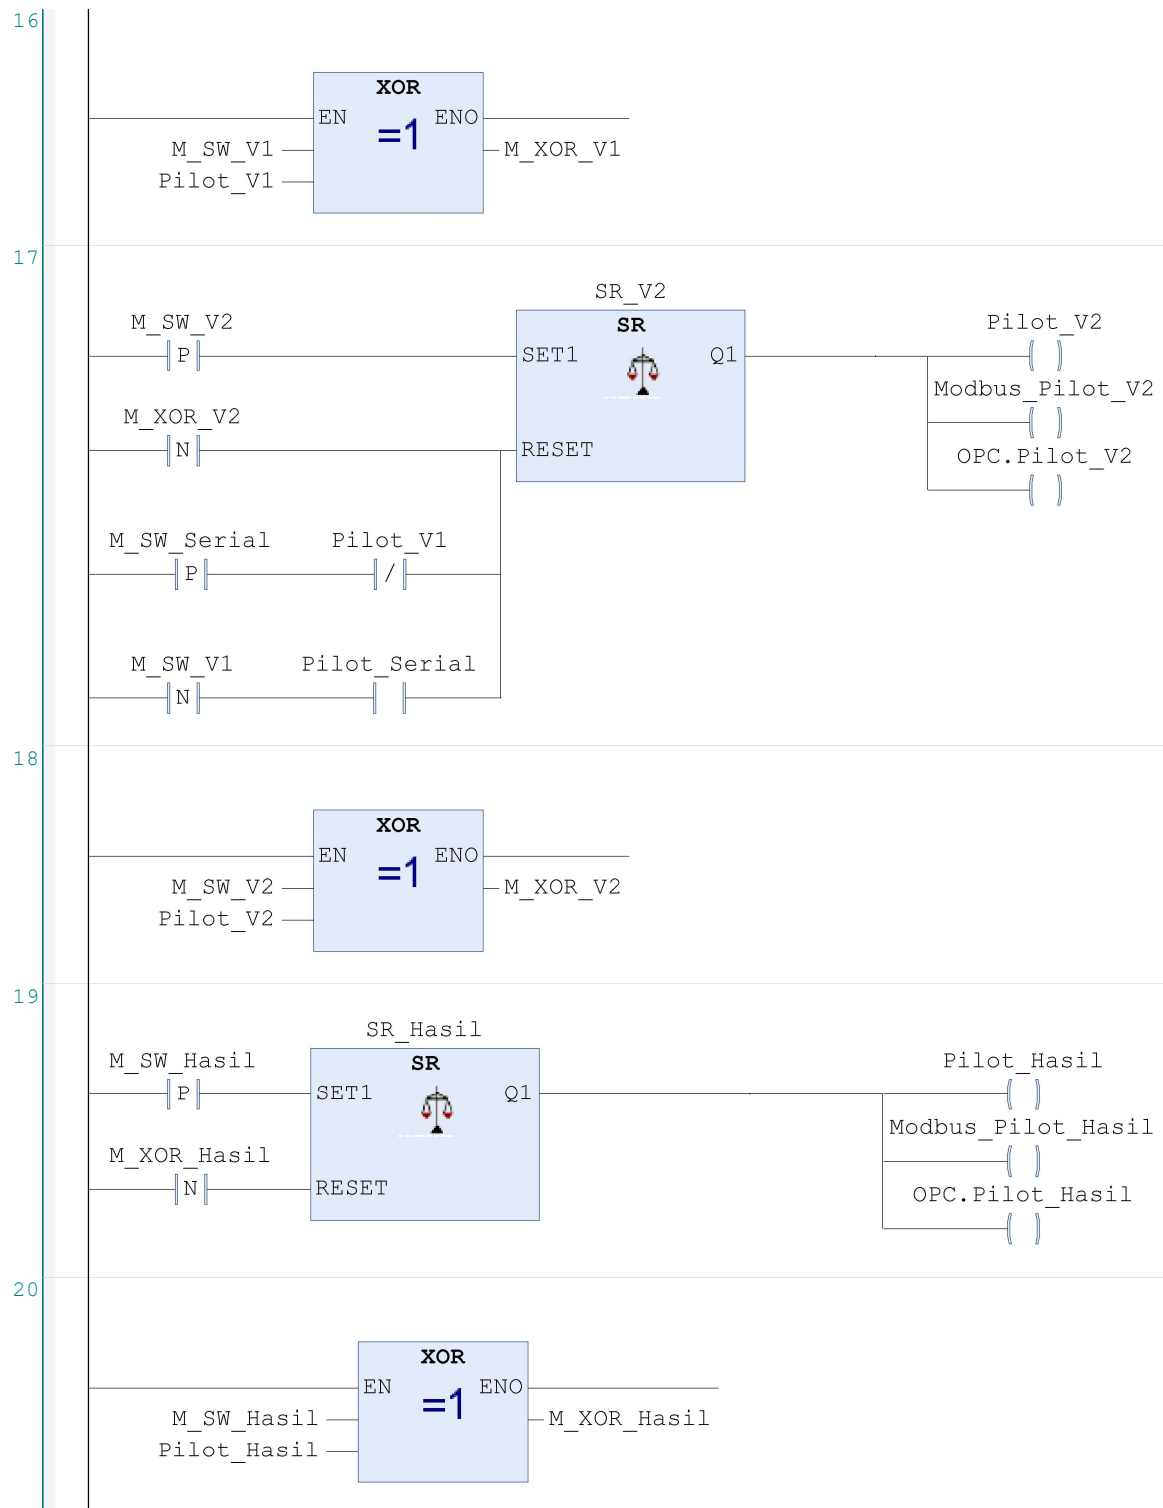 16
XOR
EN ENO
=1
M_SW_V1 M_XOR_V1
Pilot_V1
17
SR_V2
M_SW_V2 SR Pilot_V2
P SET1 Q1 ( )
Modbus_Pilot_V2
M_XOR_V2 ( )
N RESET OPC.Pilot_V2
( )
M_SW_Serial Pilot_V1
P /
M_SW_V1 Pilot_Serial
N
18
XOR
EN ENO
=1
M_SW_V2 M_XOR_V2
Pilot_V2
19
SR_Hasil
M_SW_Hasil SR Pilot_Hasil
P SET1 Q1 ( )
Modbus_Pilot_Hasil
M_XOR_Hasil ( )
N RESET OPC.Pilot_Hasil
( )
20
XOR
EN ENO
=1
M_SW_Hasil M_XOR_Hasil
Pilot_Hasil